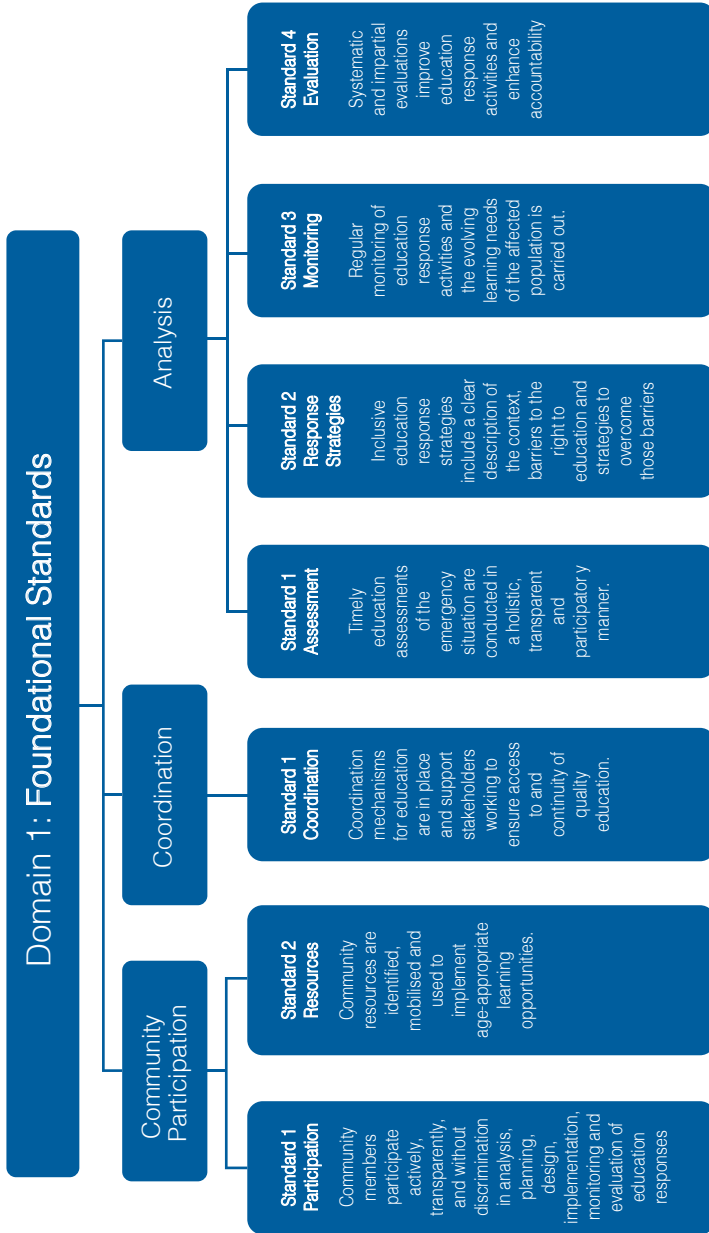 Domain 1: Foundational Standards
Community
Participation
Coordination
Analysis
Standard 1
Participation
Community
members
participate
actively,
transparently,
and without
discrimination
in analysis,
planning,
design,
implementation,
monitoring and
evaluation of
education
responses
Standard 2
Resources
Community
resources are
identified,
mobilised and
used to
implement
age-appropriate
learning
opportunities.
Standard 1
Coordination
Coordination
mechanisms
for education
are in place
and support
stakeholders
working to
ensure access
to and
continuity of
quality
education.
Standard 1
Assessment
Timely
education
assessments
of the
emergency
situation are
conducted in
a holistic,
transparent
and
participatory
manner.
Standard 2
Response
Strategies
Inclusive
education
response
strategies
include a clear
description of
the context,
barriers to the
right to
education and
strategies to
overcome
those barriers
Standard 3
Monitoring
Regular
monitoring of
education
response
activities and
the evolving
learning needs
of the affected
population is
carried out.
Standard 4
Evaluation
Systematic
and impartial
evaluations
improve
education
response
activities and
enhance
accountability